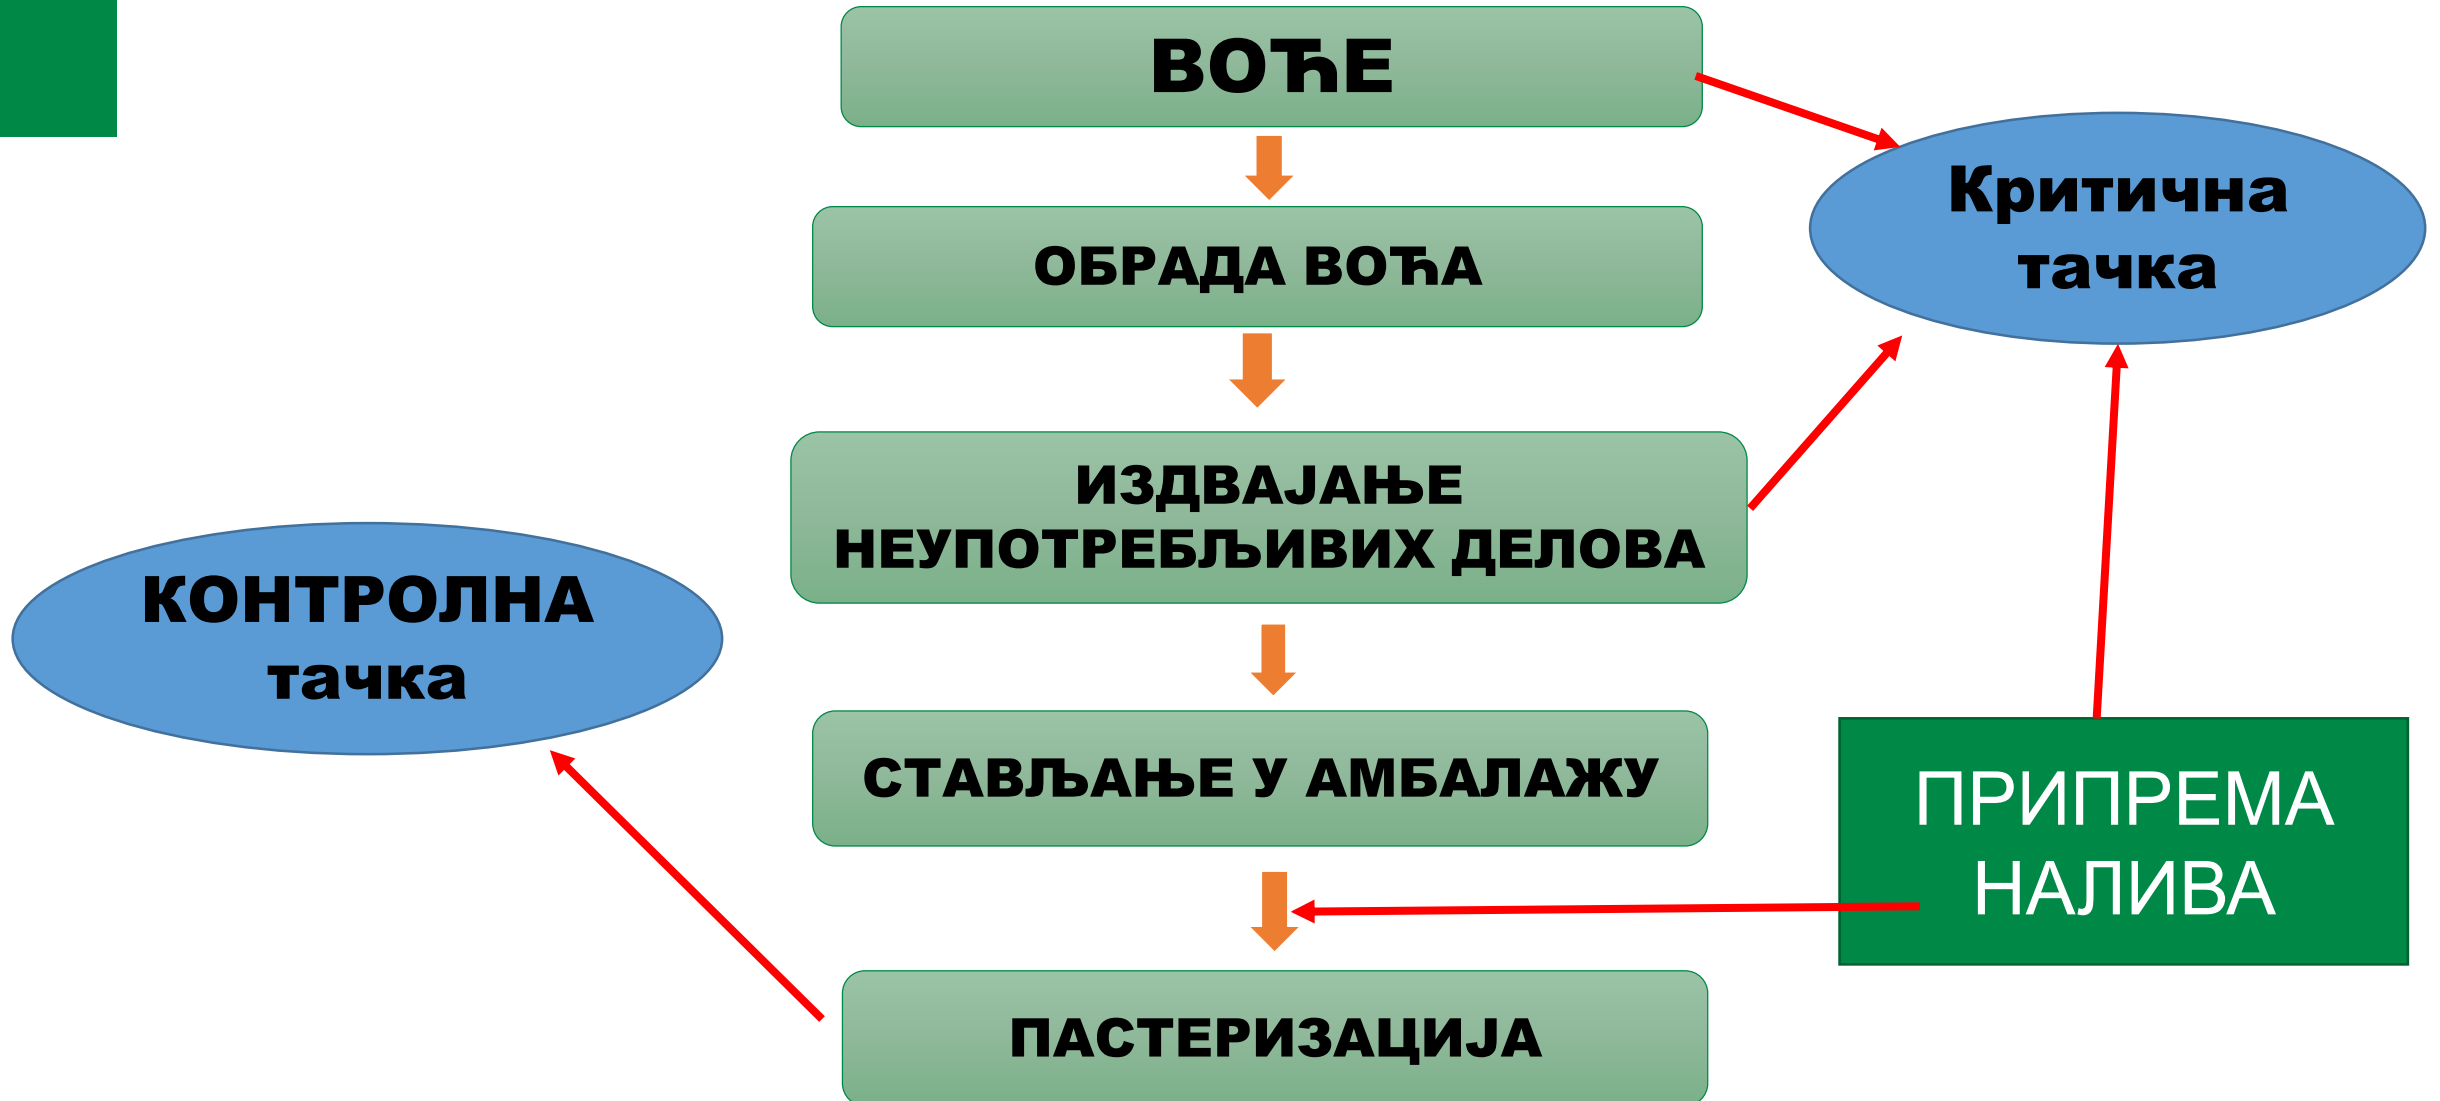 ВОЋЕ
Критична
тачка
ОБРАДА ВОЋА
ИЗДВАЈАЊЕ
НЕУПОТРЕБЉИВИХ ДЕЛОВА
КОНТРОЛНА
тачка
СТАВЉАЊЕ У АМБАЛАЖУ
ПРИПРЕМА
НАЛИВА
ПАСТЕРИЗАЦИЈА